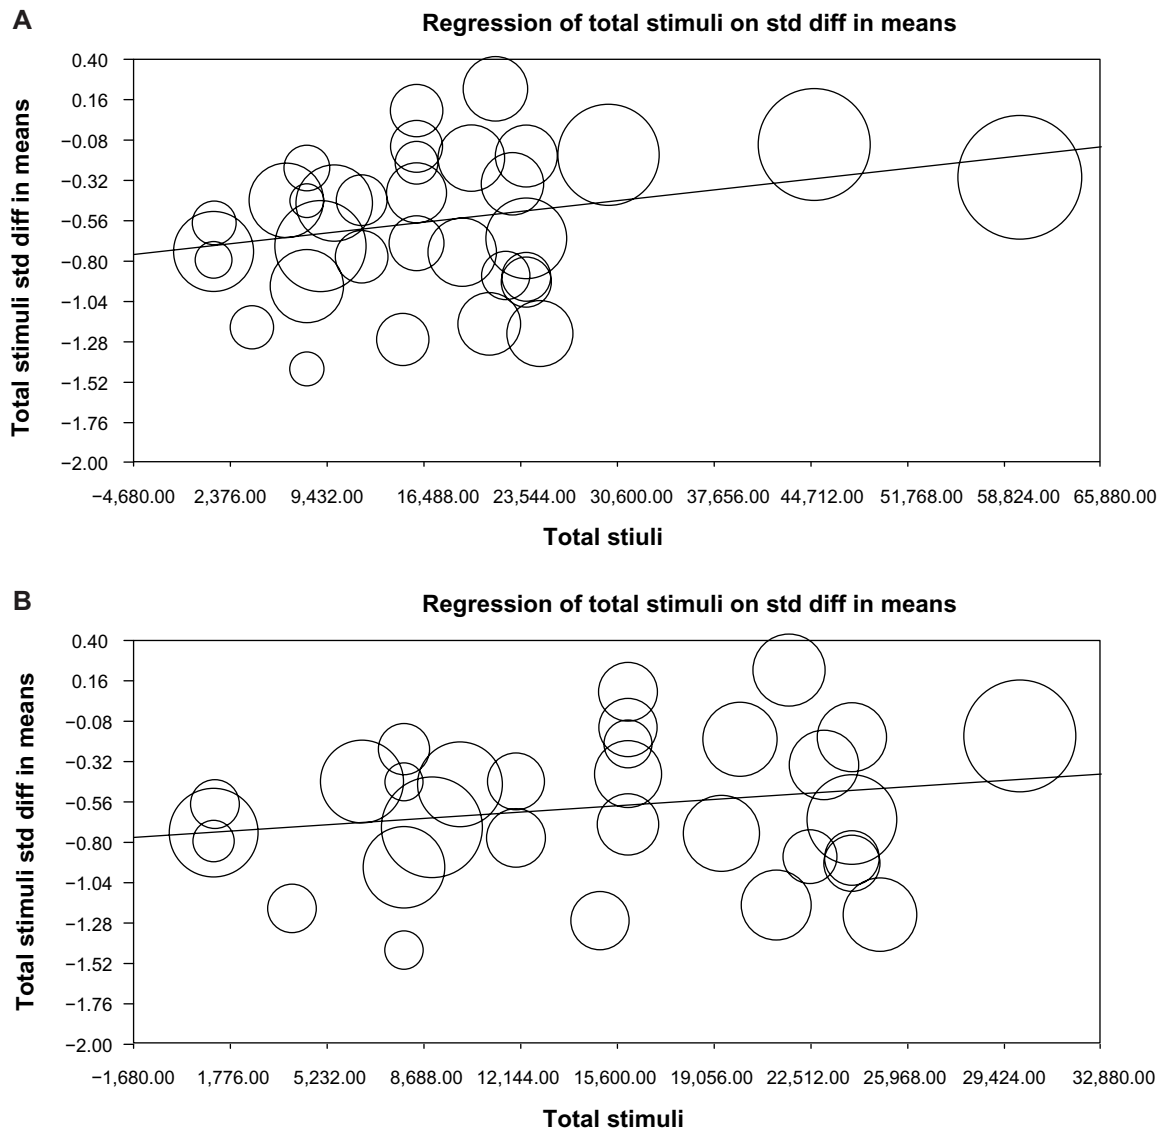 A
Regression of total stimuli on std diff in means
Total stimuli std diff in means
0.40
0.16
−0.08
−0.32
−0.56
−0.80
−1.04
−1.28
−1.52
−1.76
−2.00
−4,680.00 2,376.00 9,432.00 16,488.00 23,544.00 30,600.00 37,656.00 44,712.00 51,768.00 58,824.00 65,880.00
Total stiuli
B
Regression of total stimuli on std diff in means
Total stimuli std diff in means
0.40
0.16
−0.08
−0.32
−0.56
−0.80
−1.04
−1.28
−1.52
−1.76
−2.00
−1,680.00 1,776.00 5,232.00 8,688.00 12,144.00 15,600.00 19,056.00 22,512.00 25,968.00 29,424.00 32,880.00
Total stimuli